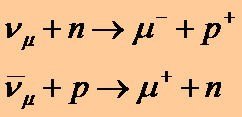 ν_μ + n → μ⁻ + p⁺
ν̄_μ + p → μ⁺ + n